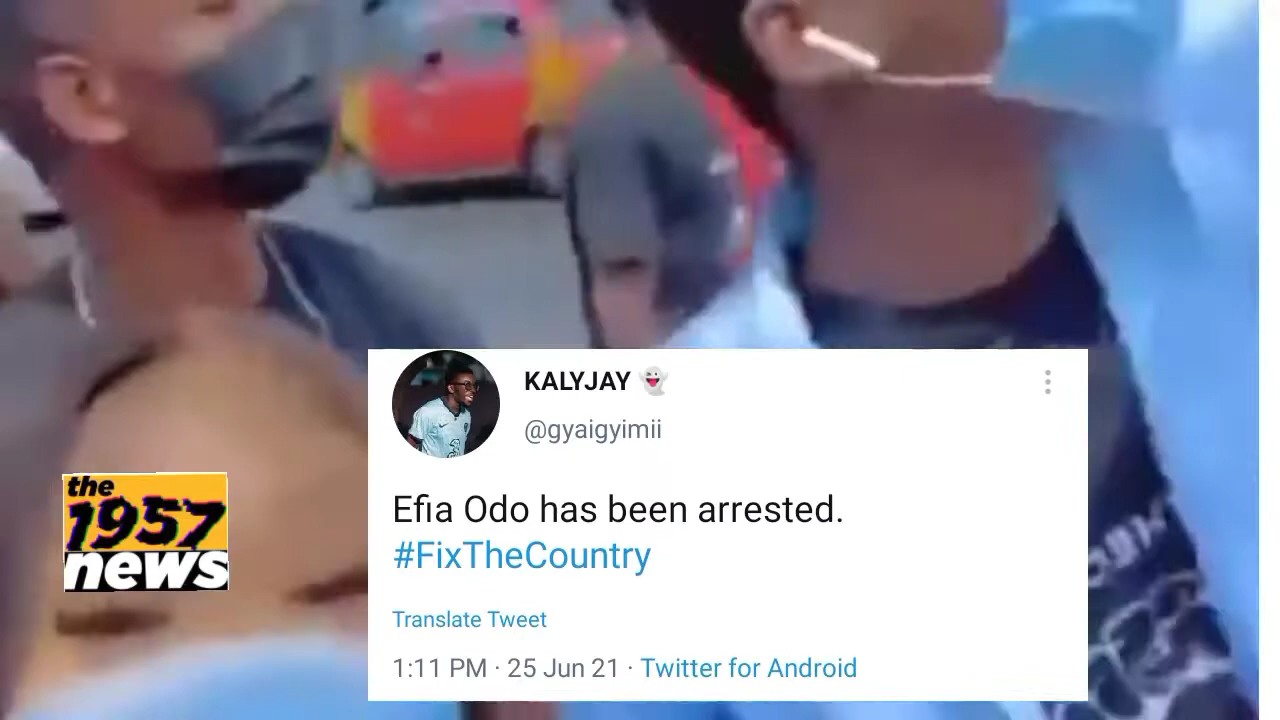 KALYJAY 👻
@gyaigyimii
Efia Odo has been arrested.
#FixTheCountry
Translate Tweet
1:11 PM · 25 Jun 21 · Twitter for Android
the
1957
news